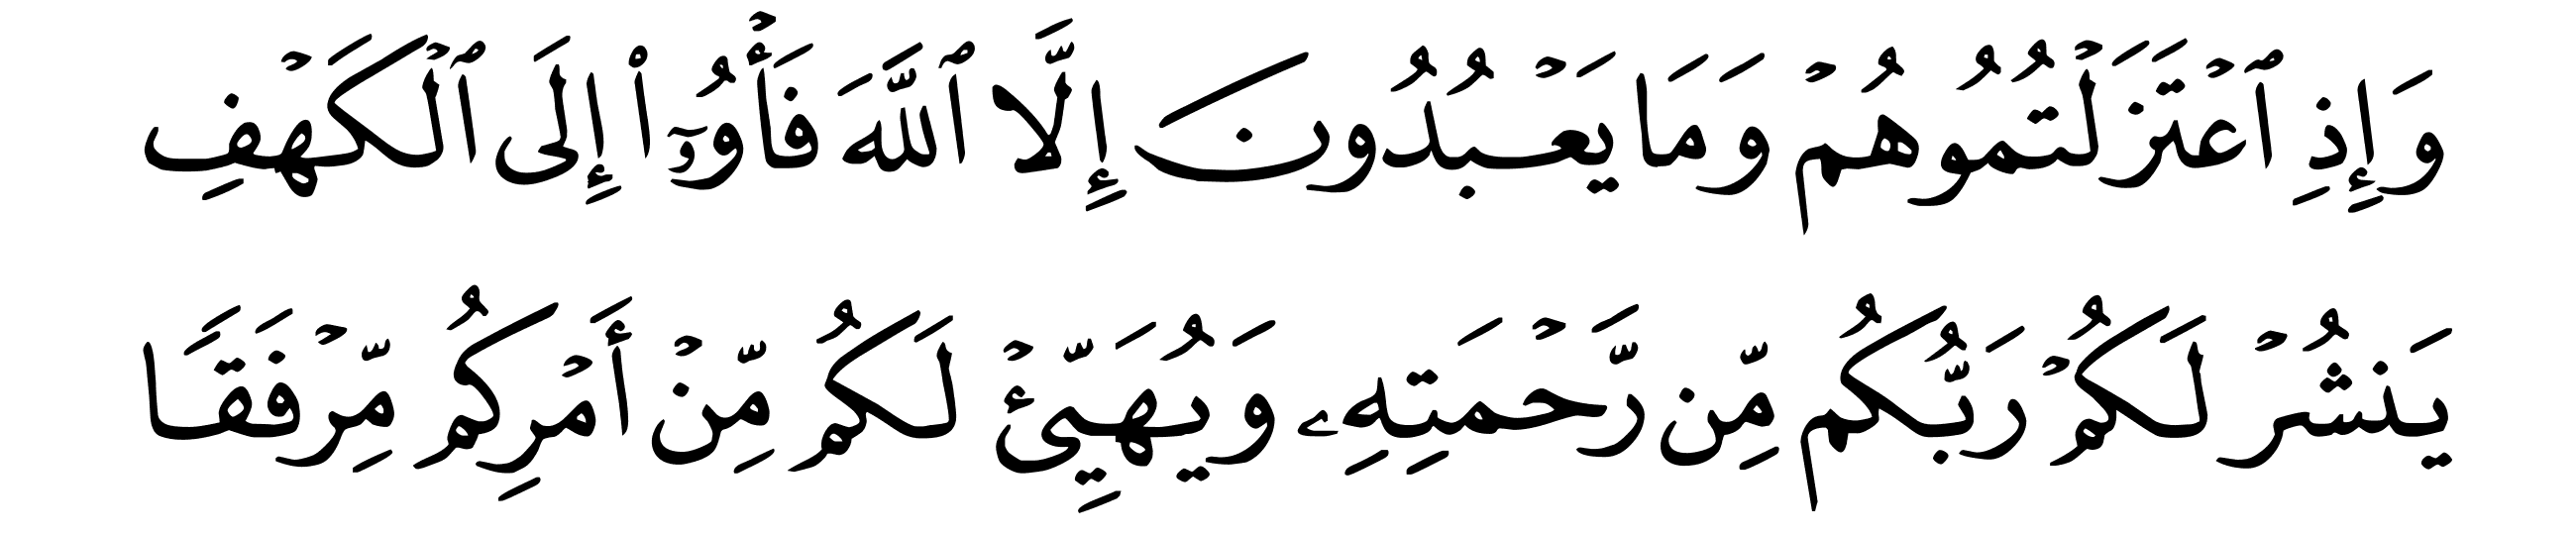 وَإِذِ ٱعۡتَزَلۡتُمُوهُمۡ وَمَا يَعۡبُدُونَ إِلَّا ٱللَّهَ فَأۡوُۥٓاْ إِلَى ٱلۡكَهۡفِ
يَنشُرۡ لَكُمۡ رَبُّكُم مِّن رَّحۡمَتِهِۦ وَيُهَيِّئۡ لَكُم مِّنۡ أَمۡرِكُم مِّرۡفَقٗا